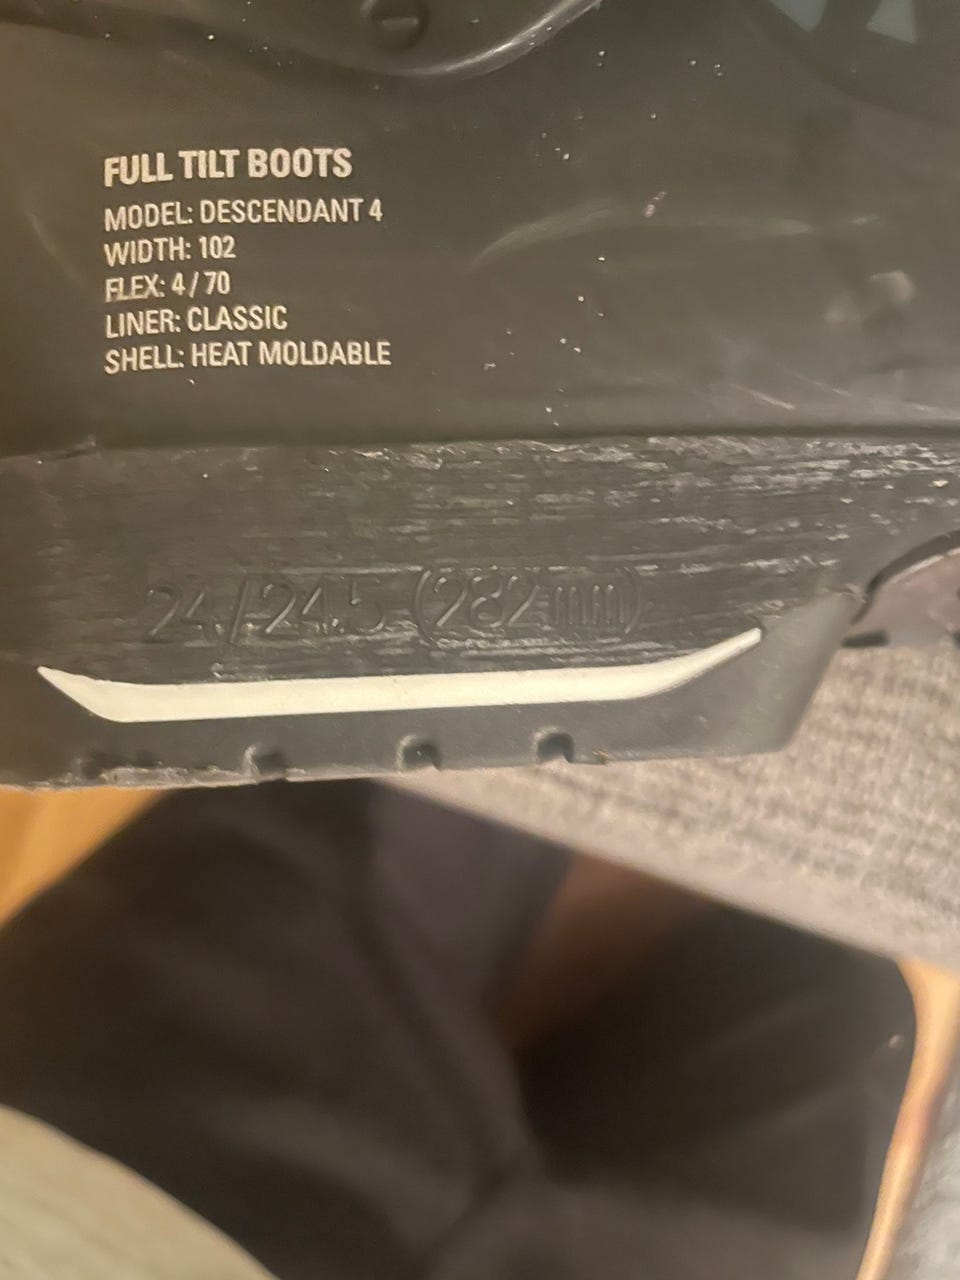 FULL TILT BOOTS
MODEL: DESCENDANT 4
WIDTH: 102
FLEX: 4/70
LINER: CLASSIC
SHELL: HEAT MOLDABLE
24/24.5 (282mm)